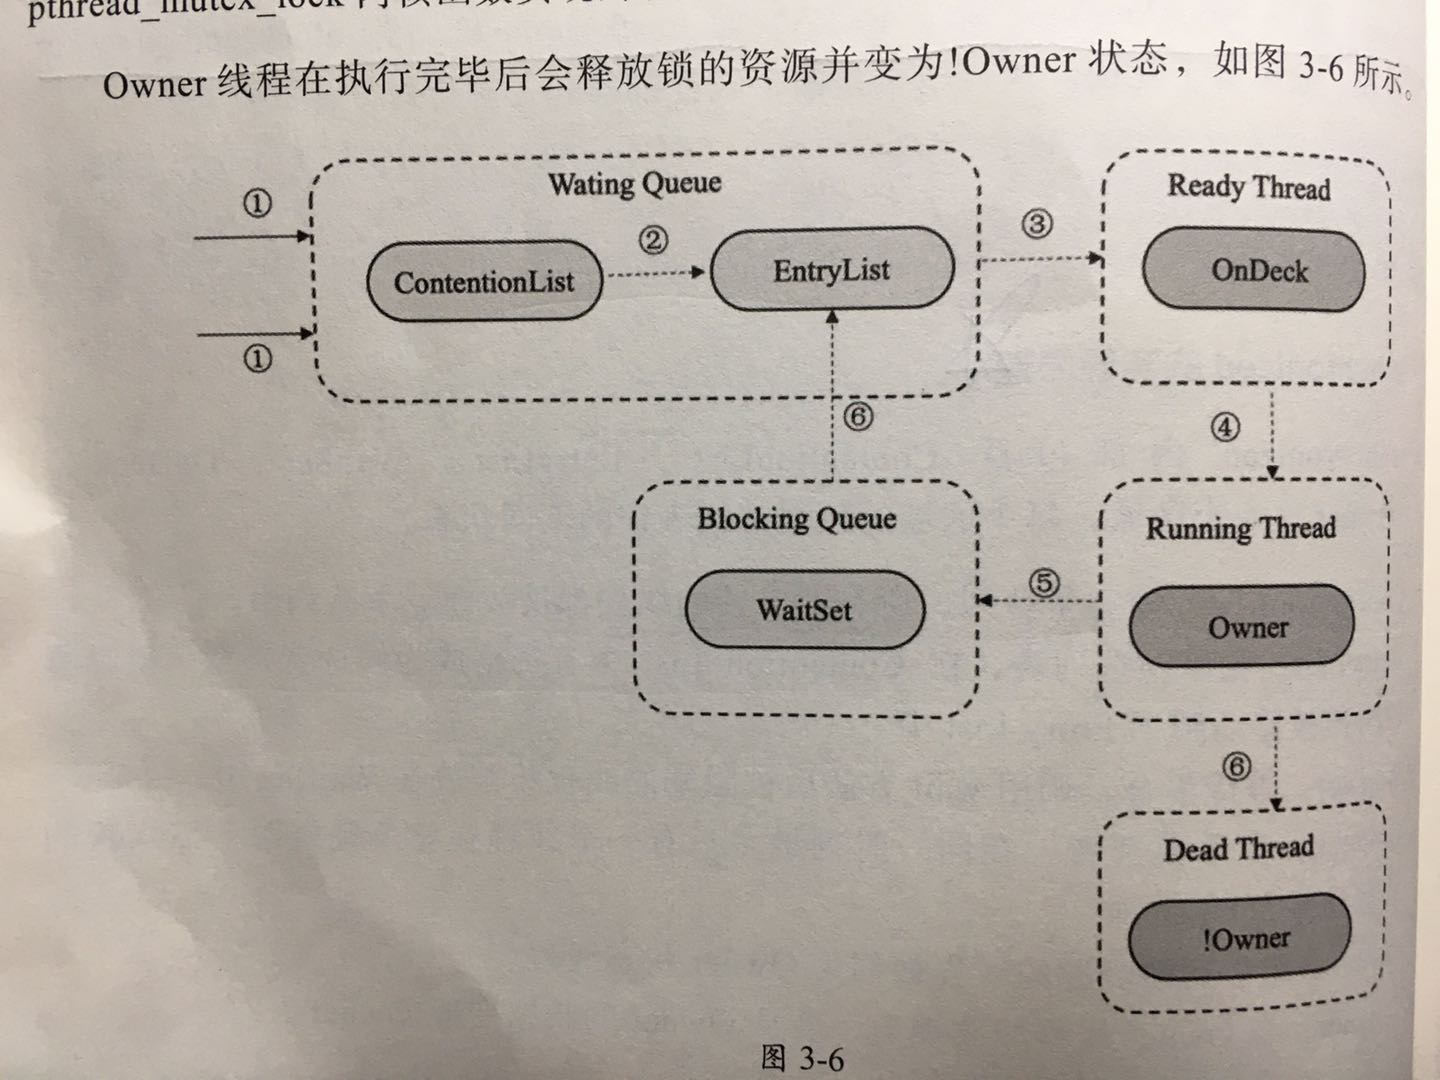 pthread_mutex_lock
Owner 线程在执行完毕后会释放锁的资源并变为!Owner 状态，如图 3-6 所示。
Wating Queue
Ready Thread
①
②
③
ContentionList
EntryList
OnDeck
①
⑥
④
Blocking Queue
Running Thread
⑤
WaitSet
Owner
⑥
Dead Thread
!Owner
图 3-6